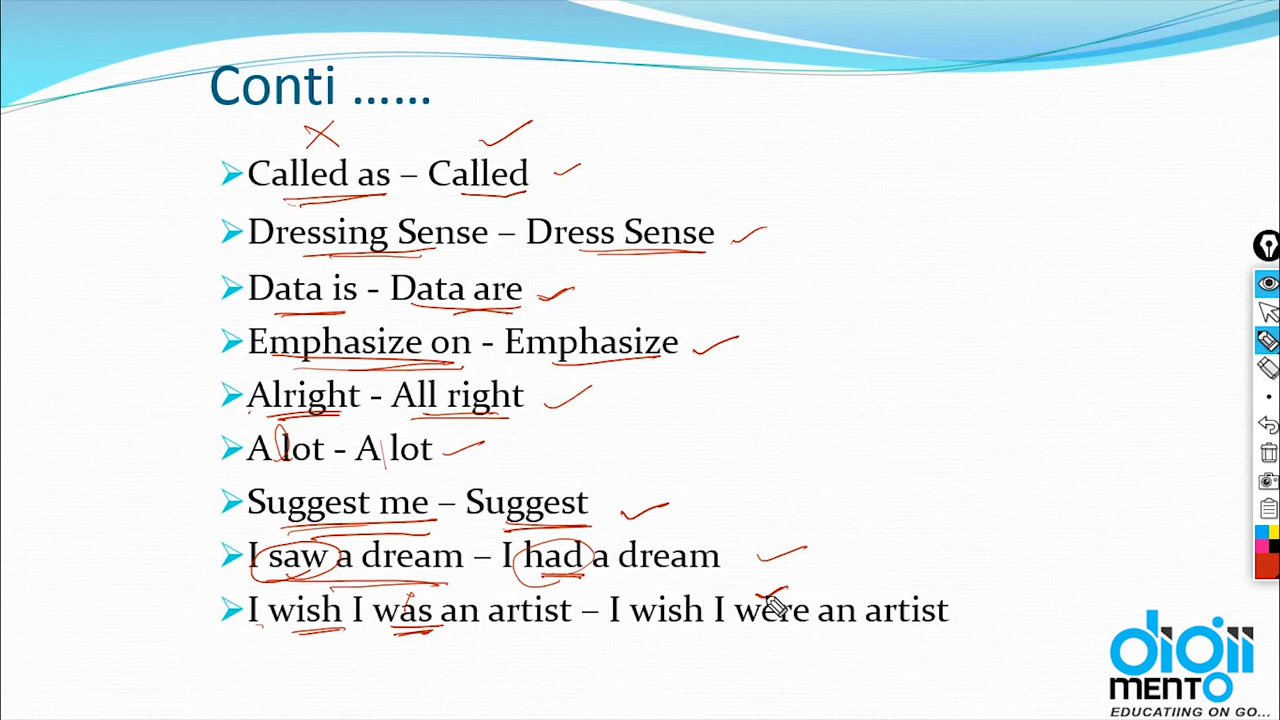 Conti ......
Called as – Called
Dressing Sense – Dress Sense
Data is - Data are
Emphasize on - Emphasize
Alright - All right
A lot - A lot
Suggest me – Suggest
I saw a dream – I had a dream
I wish I was an artist – I wish I were an artist
digii
MENTO
EDUCATIING ON GO...